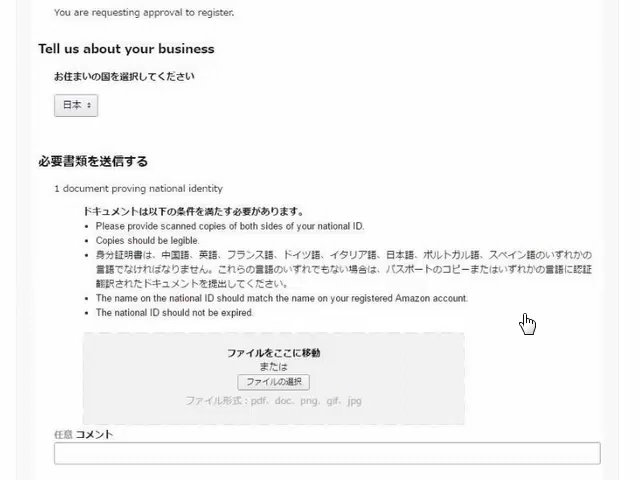 You are requesting approval to register.
Tell us about your business
お住まいの国を選択してください
日本
必要書類を送信する
1 document proving national identity
ドキュメントは以下の条件を満たす必要があります。
• Please provide scanned copies of both sides of your national ID.
• Copies should be legible.
• 身分証明書は、中国語、英語、フランス語、ドイツ語、イタリア語、日本語、ポルトガル語、スペイン語のいずれかの
言語でなければなりません。これらの言語のいずれでもない場合は、パスポートのコピーまたはいずれかの言語に認証
翻訳されたドキュメントを提出してください。
• The name on the national ID should match the name on your registered Amazon account.
• The national ID should not be expired.
ファイルをここに移動
または
ファイルの選択
ファイル形式：pdf、doc、png、gif、jpg
任意 コメント